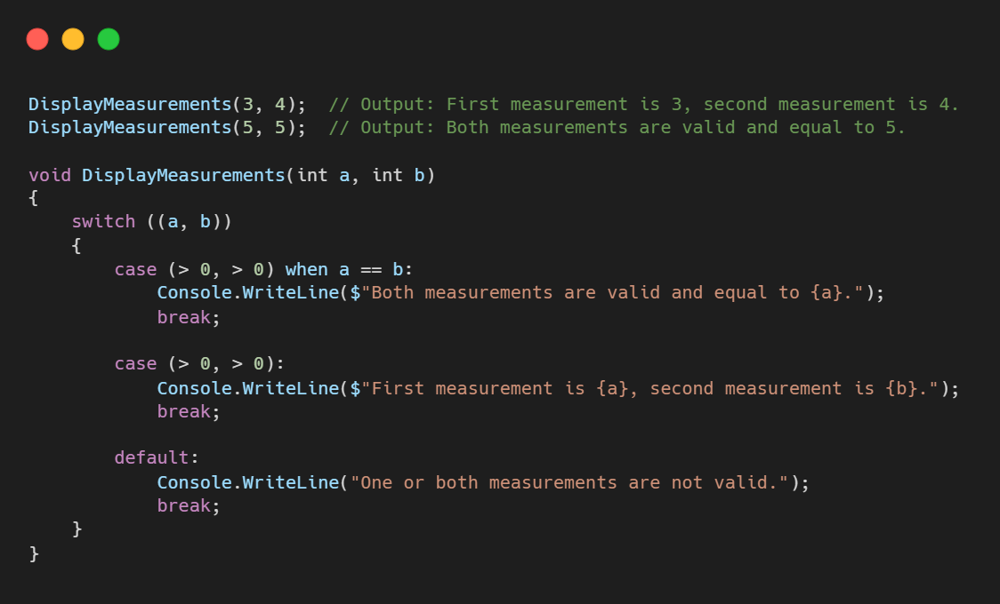 DisplayMeasurements(3, 4);  // Output: First measurement is 3, second measurement is 4.
DisplayMeasurements(5, 5);  // Output: Both measurements are valid and equal to 5.

void DisplayMeasurements(int a, int b)
{
    switch ((a, b))
    {
        case (> 0, > 0) when a == b:
            Console.WriteLine($"Both measurements are valid and equal to {a}.");
            break;

        case (> 0, > 0):
            Console.WriteLine($"First measurement is {a}, second measurement is {b}.");
            break;

        default:
            Console.WriteLine("One or both measurements are not valid.");
            break;
    }
}